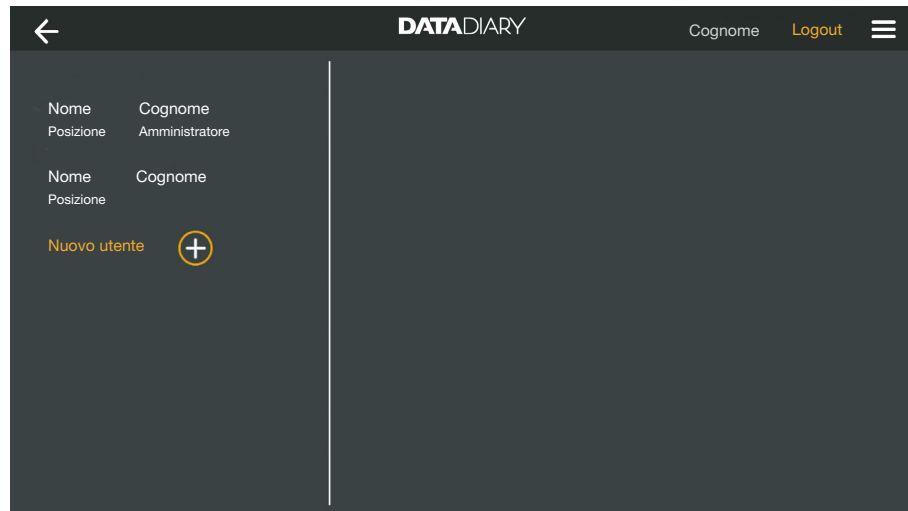 DATADIARY
Cognome Logout
Nome Cognome
Posizione Amministratore
Nome Cognome
Posizione
Nuovo utente